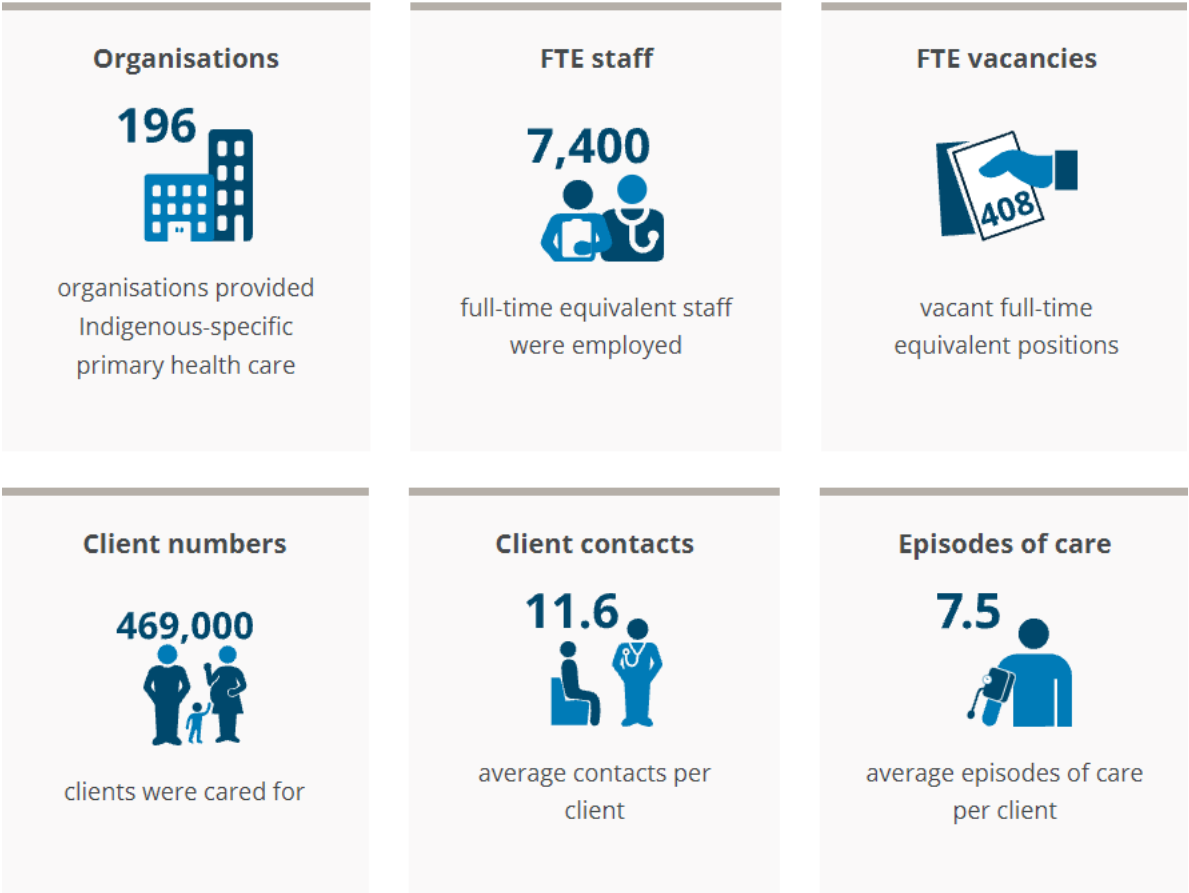 Organisations
196
organisations provided
Indigenous-specific
primary health care
FTE staff
7,400
full-time equivalent staff
were employed
FTE vacancies
408
vacant full-time
equivalent positions
Client numbers
469,000
clients were cared for
Client contacts
11.6
average contacts per
client
Episodes of care
7.5
average episodes of care
per client